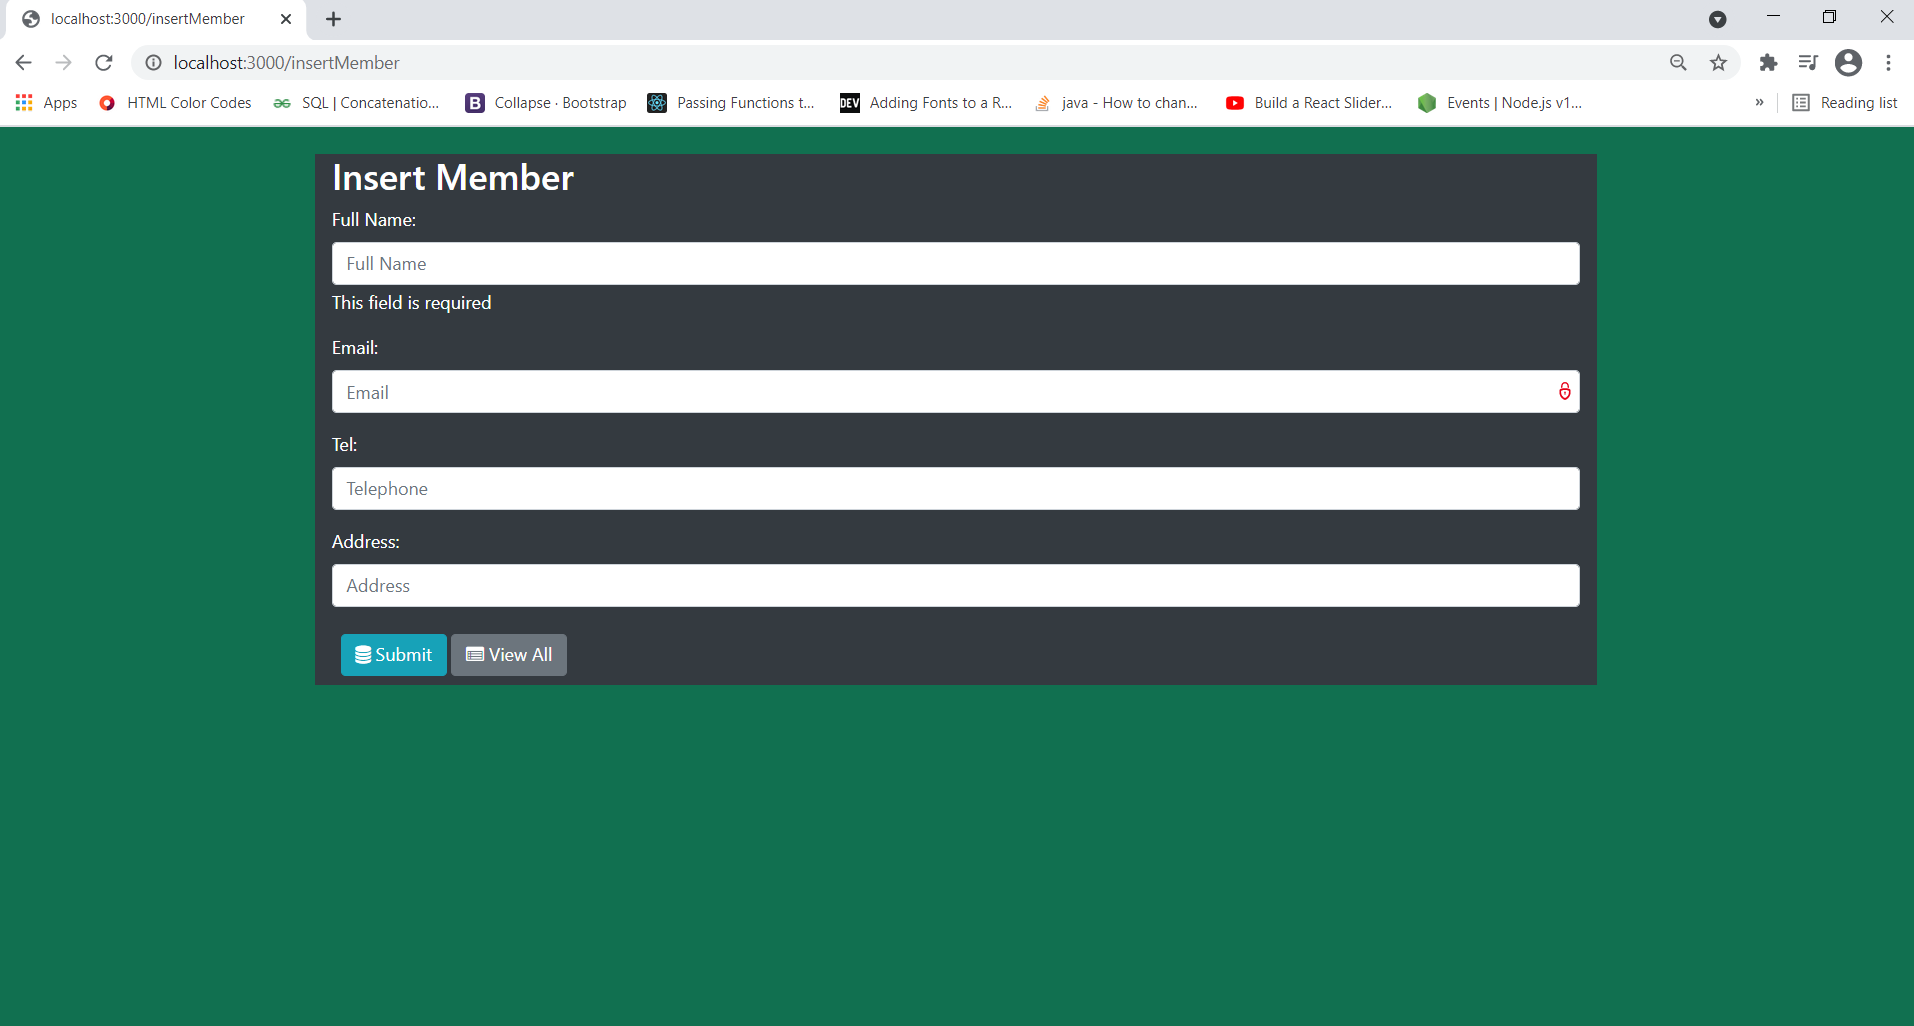 localhost:3000/insertMember
localhost:3000/insertMember
Apps HTML Color Codes SQL | Concatenatio... B Collapse · Bootstrap Passing Functions t... DEV Adding Fonts to a R... java - How to chan... Build a React Slider... Events | Node.js v1... » Reading list
Insert Member
Full Name:
Full Name
This field is required
Email:
Email
Tel:
Telephone
Address:
Address
Submit View All